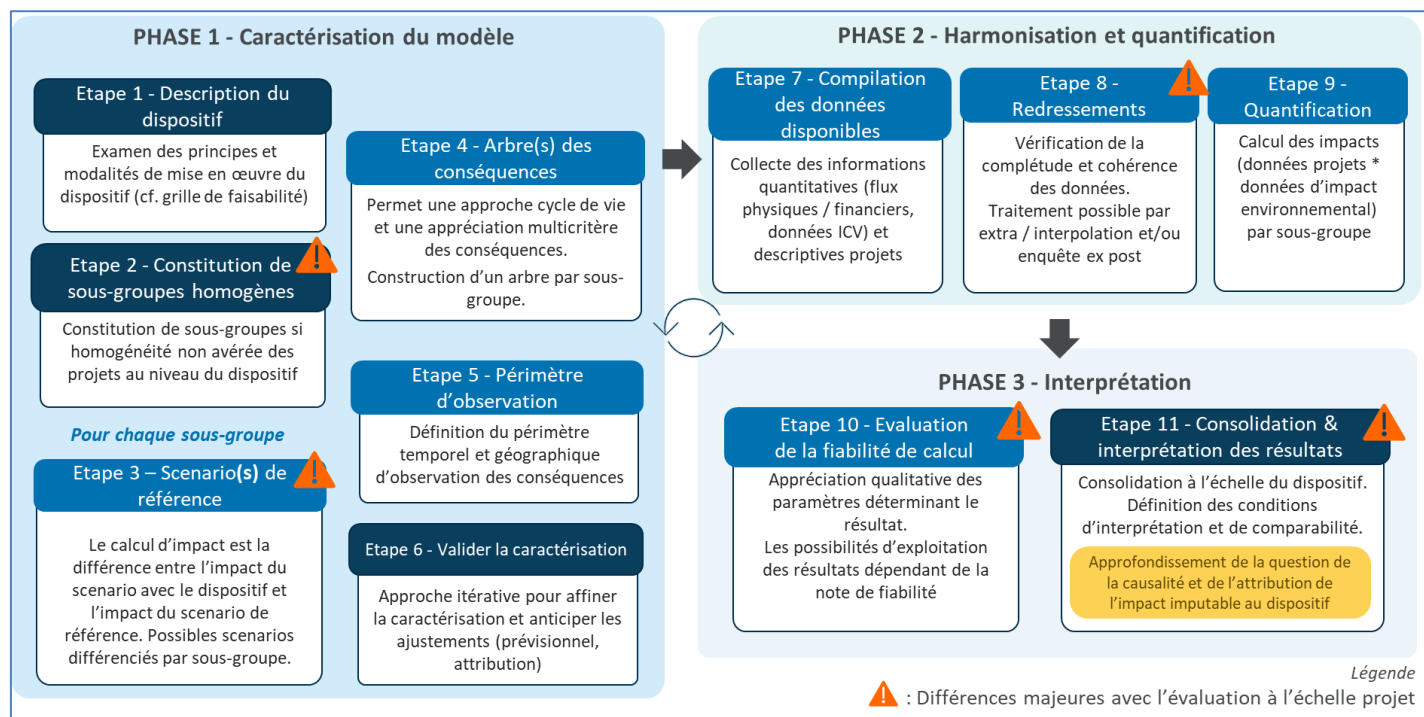 PHASE 1 - Caractérisation du modèle
Etape 1 - Description du
dispositif
Examen des principes et
modalités de mise en œuvre du
dispositif (cf. grille de faisabilité)
Etape 2 - Constitution de
sous-groupes homogènes
Constitution de sous-groupes si
homogénéité non avérée des
projets au niveau du dispositif
Pour chaque sous-groupe
Etape 3 – Scenario(s) de
référence
Le calcul d’impact est la
différence entre l’impact du
scenario avec le dispositif et
l’impact du scenario de
référence. Possibles scenarios
différenciés par sous-groupe.
Etape 4 - Arbre(s) des
conséquences
Permet une approche cycle de vie
et une appréciation multicritère
des conséquences.
Construction d’un arbre par sous-
groupe.
Etape 5 - Périmètre
d’observation
Définition du périmètre
temporel et géographique
d’observation des conséquences
Etape 6 - Valider la caractérisation
Approche itérative pour affiner
la caractérisation et anticiper les
ajustements (prévisionnel,
attribution)
PHASE 2 - Harmonisation et quantification
Etape 7 - Compilation
des données
disponibles
Collecte des informations
quantitatives (flux
physiques / financiers,
données ICV) et
descriptives projets
Etape 8 -
Redressements
Vérification de la
complétude et cohérence
des données.
Traitement possible par
extra / interpolation et/ou
enquête ex post
Etape 9 -
Quantification
Calcul des impacts
(données projets *
données d’impact
environnemental)
par sous-groupe
PHASE 3 - Interprétation
Etape 10 - Evaluation
de la fiabilité de calcul
Appréciation qualitative des
paramètres déterminant le
résultat.
Les possibilités d’exploitation
des résultats dépendant de la
note de fiabilité
Etape 11 - Consolidation &
interprétation des résultats
Consolidation à l’échelle du dispositif.
Définition des conditions
d’interprétation et de comparabilité.
Approfondissement de la question de
la causalité et de l’attribution de
l’impact imputable au dispositif
Légende
! : Différences majeures avec l’évaluation à l’échelle projet